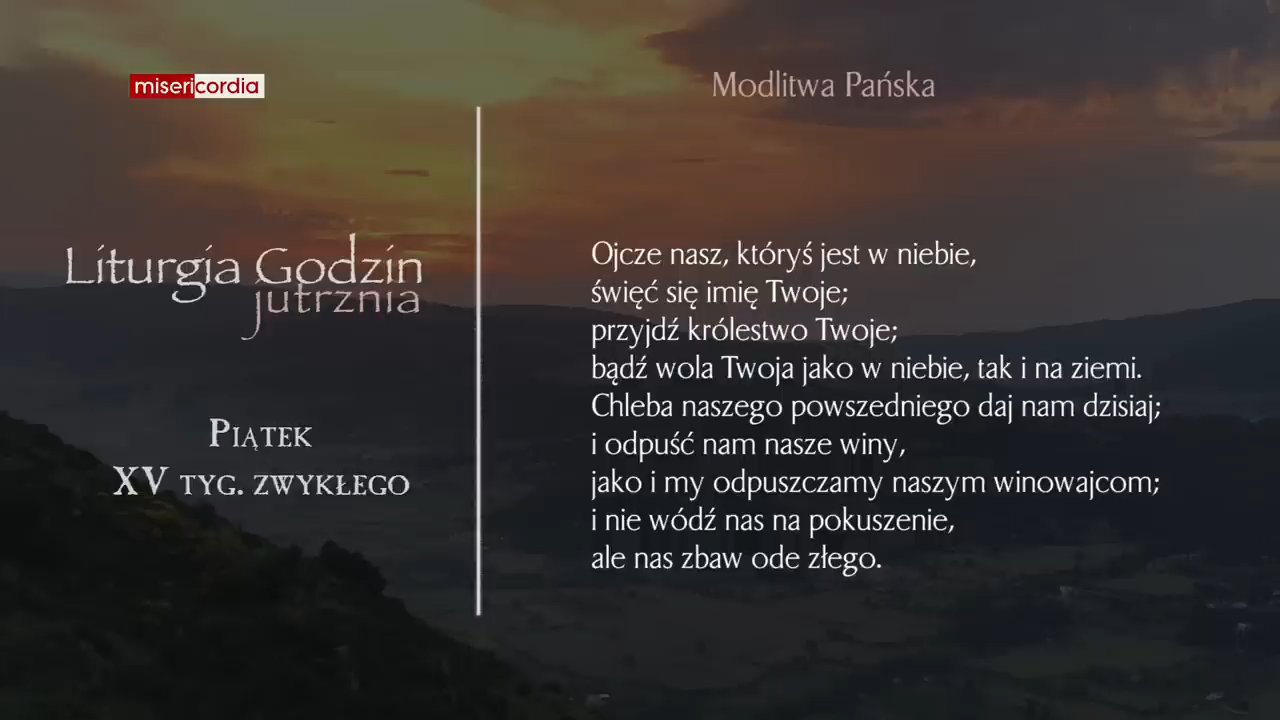 misericordia
Liturgia Godzin
jutrznia
Piątek
XV tyg. zwykłego
Modlitwa Pańska
Ojcze nasz, któryś jest w niebie,
święć się imię Twoje;
przyjdź królestwo Twoje;
bądź wola Twoja jako w niebie, tak i na ziemi.
Chleba naszego powszedniego daj nam dzisiaj;
i odpuść nam nasze winy,
jako i my odpuszczamy naszym winowajcom;
i nie wódź nas na pokuszenie,
ale nas zbaw ode złego.